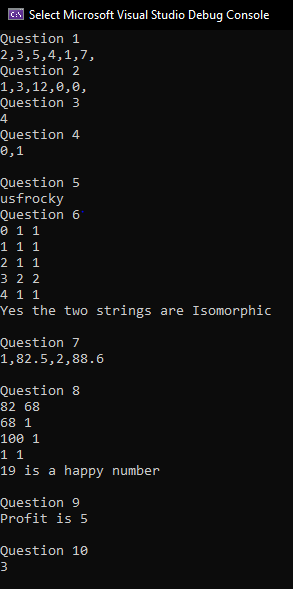 Select Microsoft Visual Studio Debug Console
Question 1
2,3,5,4,1,7,
Question 2
1,3,12,0,0,
Question 3
4
Question 4
0,1
Question 5
usfrocky
Question 6
0 1 1
1 1 1
2 1 1
3 2 2
4 1 1
Yes the two strings are Isomorphic
Question 7
1,82.5,2,88.6
Question 8
82 68
68 1
100 1
1 1
19 is a happy number
Question 9
Profit is 5
Question 10
3